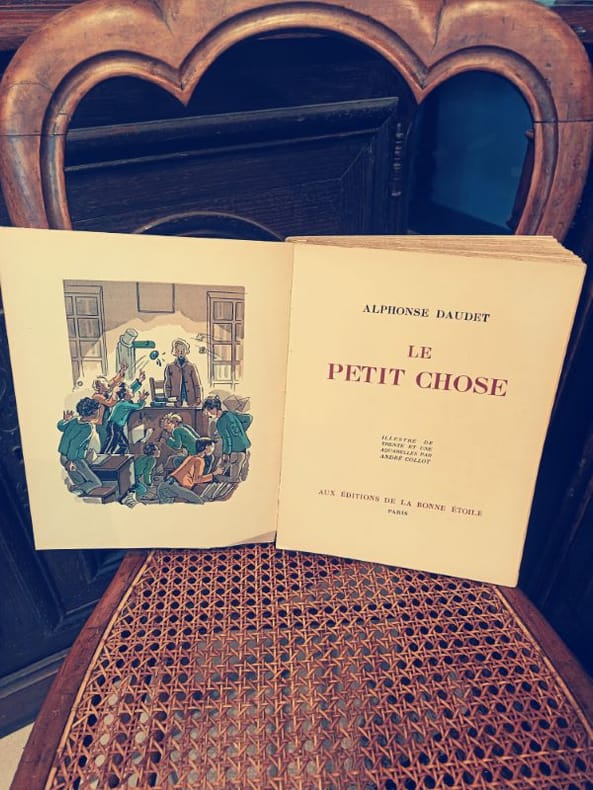 ALPHONSE DAUDET
LE
PETIT CHOSE
ILLUSTRÉ DE
TRENTE ET UNE
AQUARELLES PAR
ANDRÉ COLLOT
AUX ÉDITIONS DE LA BONNE ÉTOILE
PARIS